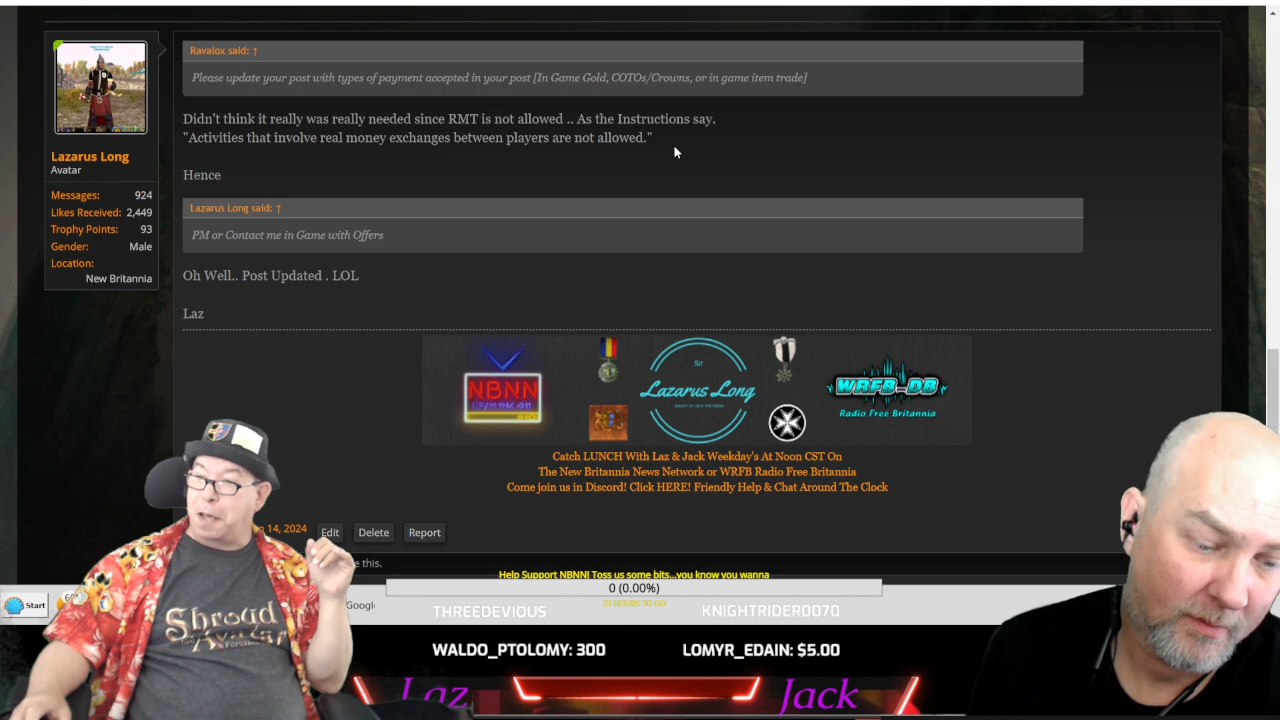 Ravalox said: ↑
Please update your post with types of payment accepted in your post [In Game Gold, COTOs/Crowns, or in game item trade]
Didn't think it really was really needed since RMT is not allowed .. As the Instructions say.
"Activities that involve real money exchanges between players are not allowed."
Hence
Lazarus Long said: ↑
PM or Contact me in Game with Offers
Oh Well.. Post Updated . LOL
Laz
Lazarus Long
Avatar
Messages: 924
Likes Received: 2,449
Trophy Points: 93
Gender: Male
Location:
New Britannia
NBNN
Sir
Lazarus Long
WRFB-DB
Radio Free Britannia
Catch LUNCH With Laz & Jack Weekday's At Noon CST On
The New Britannia News Network or WRFB Radio Free Britannia
Come join us in Discord! Click HERE! Friendly Help & Chat Around The Clock
14, 2024
Edit Delete Report
this.
Help Support NBNN! Toss us some bits...you know you wanna
0 (0.00%)
Start
Google
THREEDEVIOUS KNIGHTRIDER0070
WALDO_PTOLOMY: 300 LOMYR_EDAIN: $5.00
Shroud
Avatar
Laz Jack